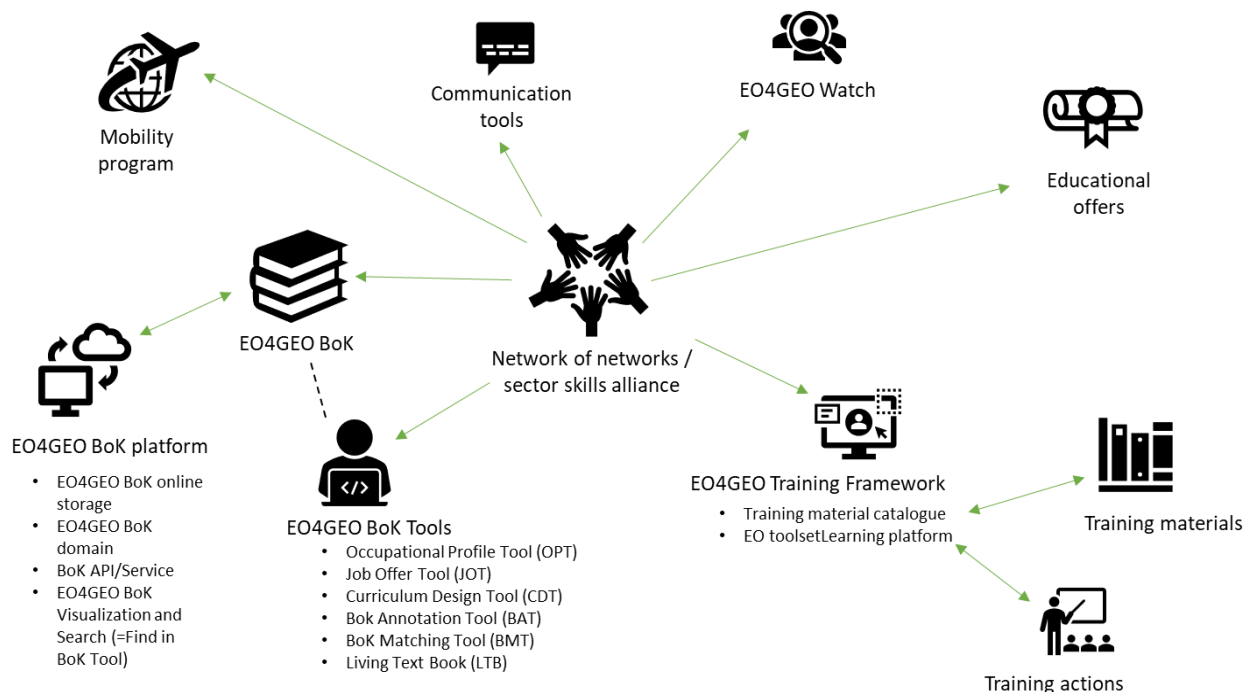 Mobility
program
Communication
tools
EO4GEO Watch
Educational
offers
EO4GEO BoK
Network of networks /
sector skills alliance
EO4GEO BoK platform
• EO4GEO BoK online
storage
• EO4GEO BoK
domain
• BoK API/Service
• EO4GEO BoK
Visualization and
Search (=Find in
BoK Tool)
</>
EO4GEO BoK Tools
• Occupational Profile Tool (OPT)
• Job Offer Tool (JOT)
• Curriculum Design Tool (CDT)
• Bok Annotation Tool (BAT)
• BoK Matching Tool (BMT)
• Living Text Book (LTB)
EO4GEO Training Framework
• Training material catalogue
• EO toolsetLearning platform
Training materials
Training actions